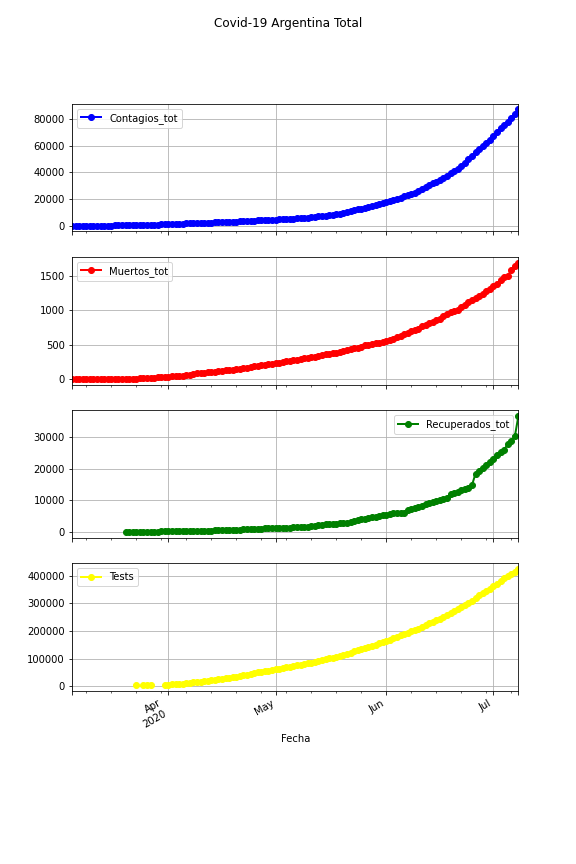 Covid-19 Argentina Total
Contagios_tot
80000
60000
40000
20000
0
Muertos_tot
1500
1000
500
0
Recuperados_tot
30000
20000
10000
0
Tests
400000
300000
200000
100000
0
Apr
2020
May
Jun
Jul
Fecha